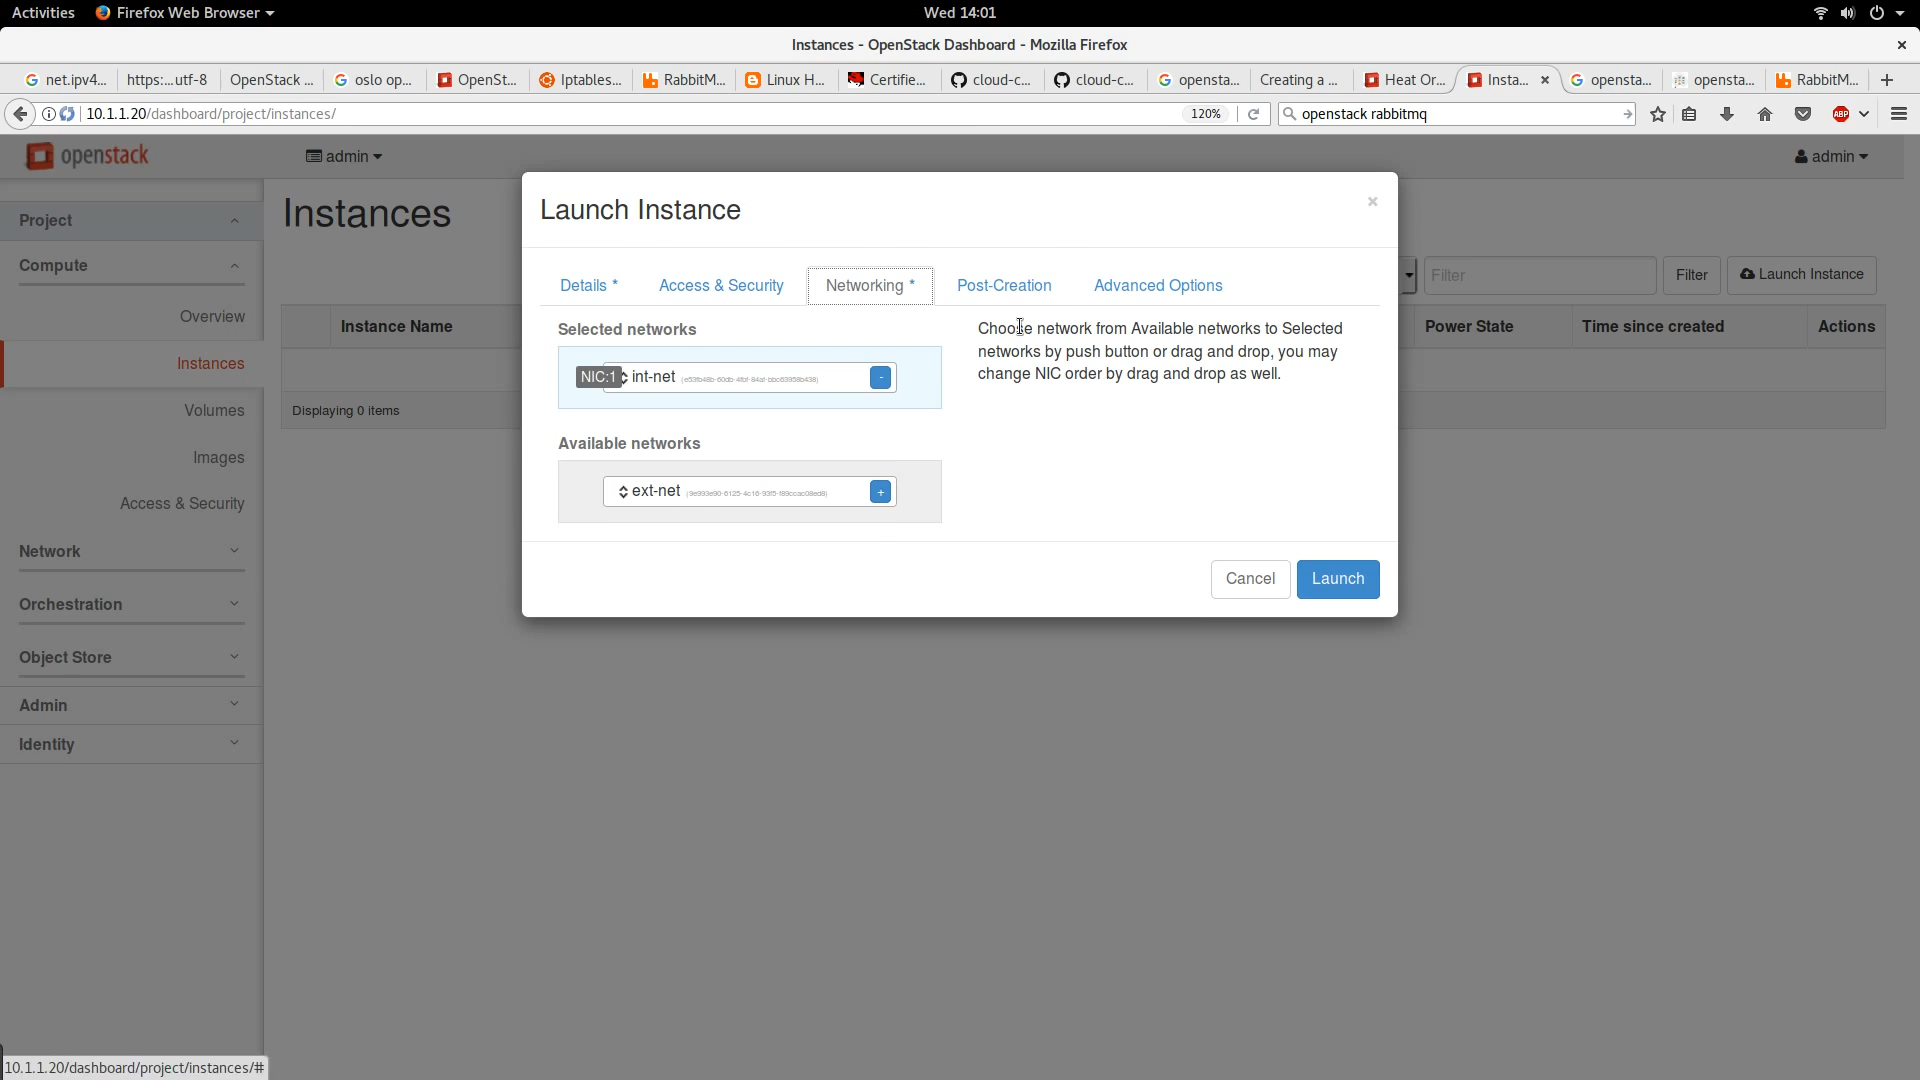 Activities Firefox Web Browser Wed 14:01
Instances - OpenStack Dashboard - Mozilla Firefox
net.ipv4... https:...utf-8 OpenStack ... oslo op... OpenSt... Iptables... RabbitM... Linux H... Certifie... cloud-c... cloud-c... opensta... Creating a ... Heat Or... Insta... opensta... opensta... RabbitM...
10.1.1.20/dashboard/project/instances/ 120% openstack rabbitmq ABP
openstack admin admin
Launch Instance
Project
Instances
Compute
Details * Access & Security Networking * Post-Creation Advanced Options
Filter Filter Launch Instance
Overview
Instance Name Power State Time since created Actions
Selected networks
Choose network from Available networks to Selected
networks by push button or drag and drop, you may
change NIC order by drag and drop as well.
Instances
NIC:1 int-net -
Volumes
Displaying 0 items
Available networks
Images
ext-net +
Access & Security
Network
Cancel Launch
Orchestration
Object Store
Admin
Identity
10.1.1.20/dashboard/project/instances/#